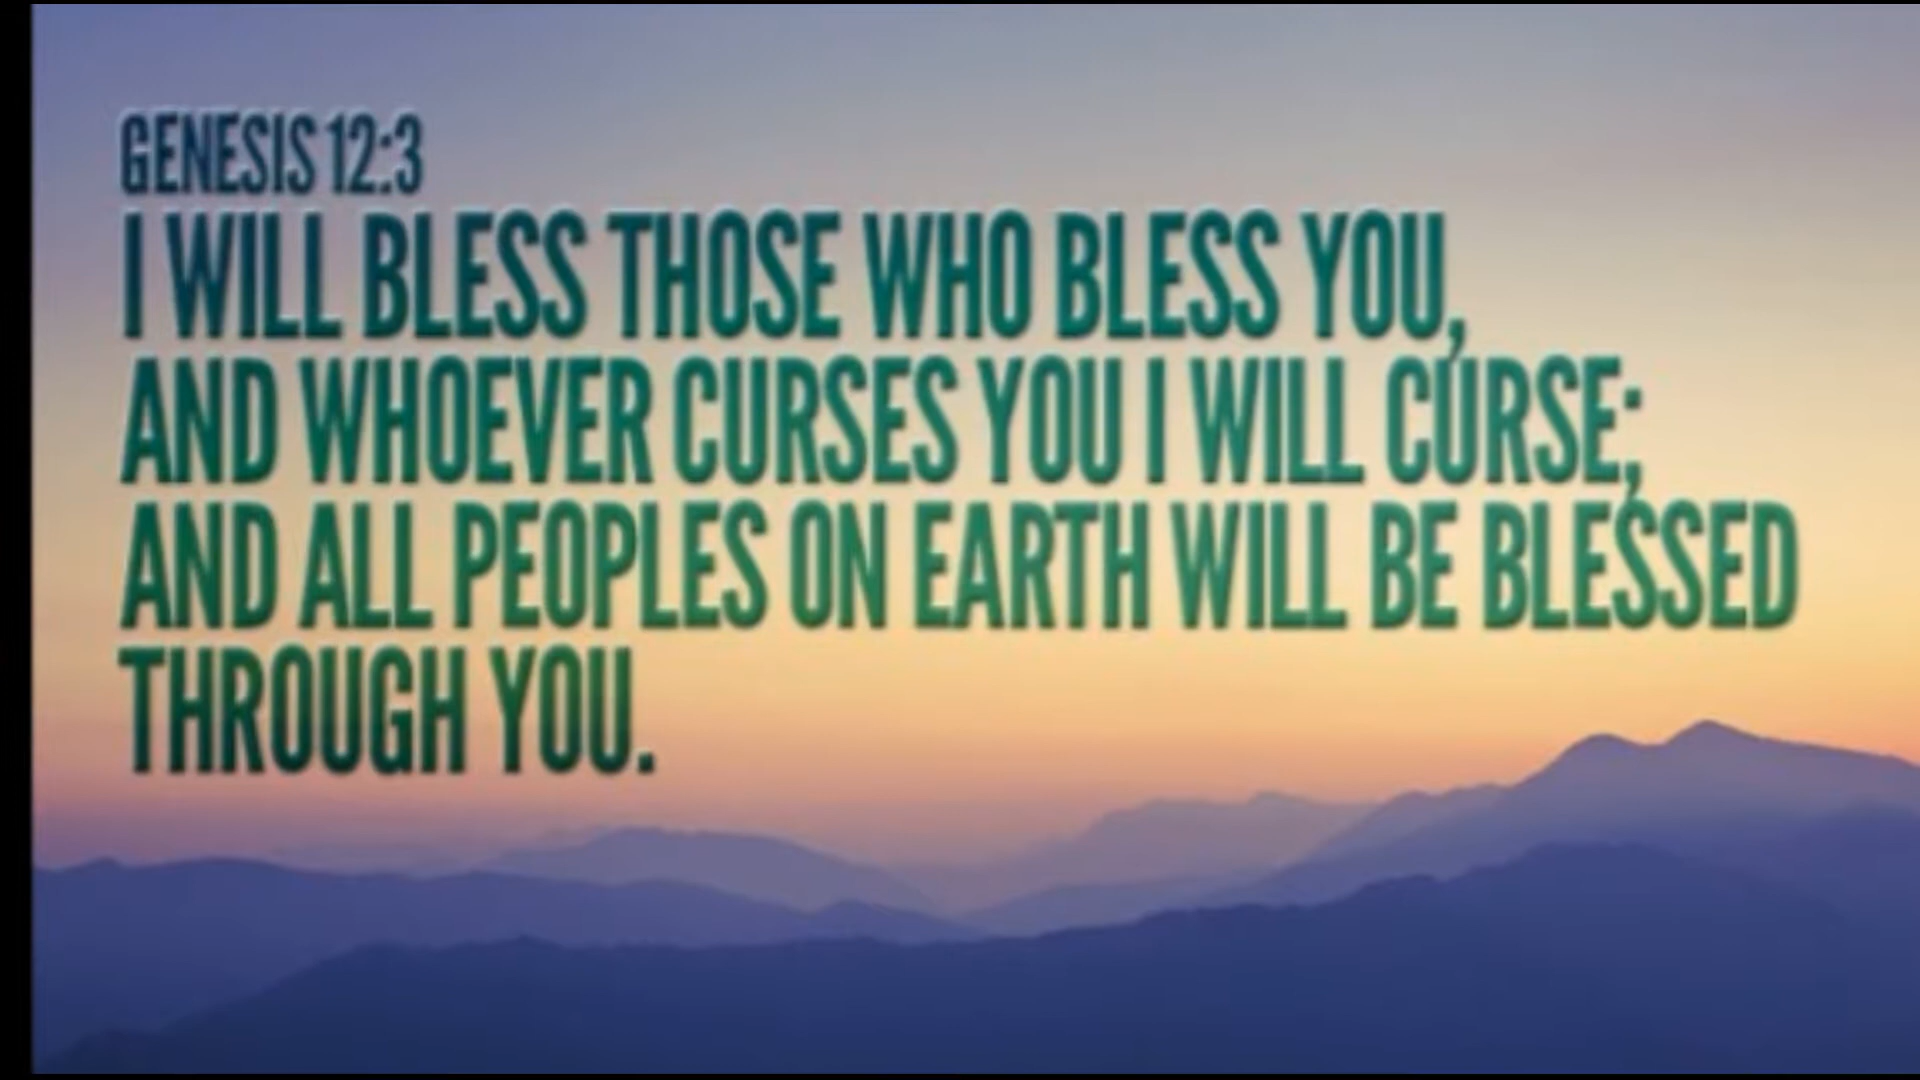 GENESIS 12:3
I WILL BLESS THOSE WHO BLESS YOU,
AND WHOEVER CURSES YOU I WILL CURSE;
AND ALL PEOPLES ON EARTH WILL BE BLESSED
THROUGH YOU.